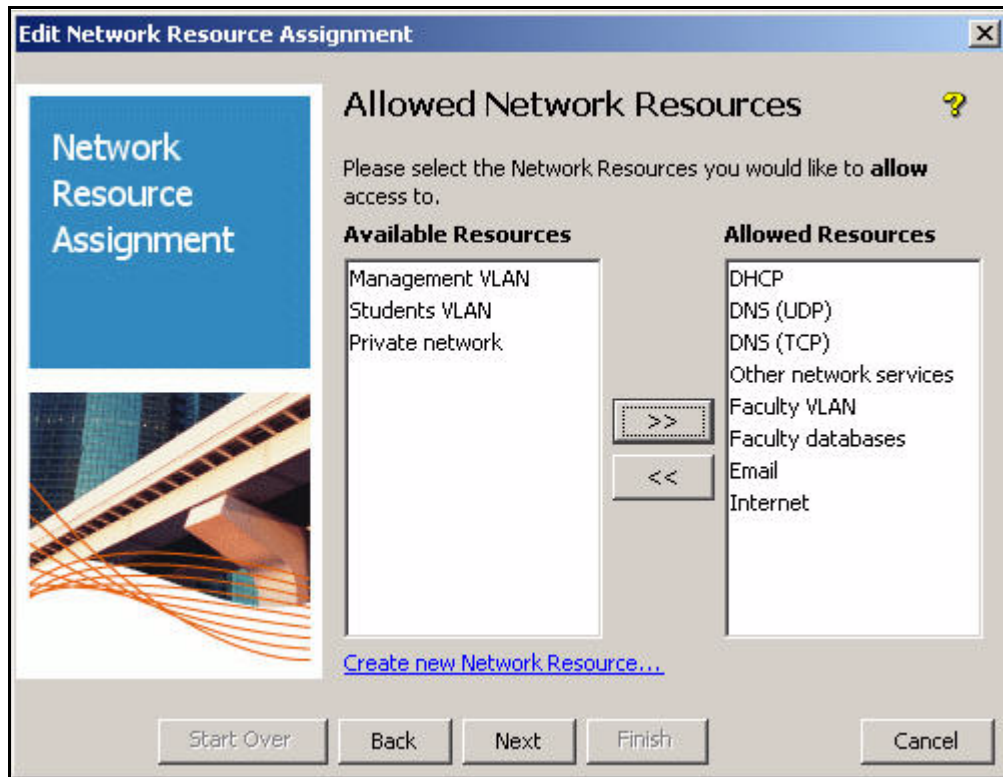 Edit Network Resource Assignment
Network
Resource
Assignment
Allowed Network Resources
?
Please select the Network Resources you would like to allow
access to.
Available Resources
Management VLAN
Students VLAN
Private network
>>
<<
Allowed Resources
DHCP
DNS (UDP)
DNS (TCP)
Other network services
Faculty VLAN
Faculty databases
Email
Internet
Create new Network Resource...
Start Over
Back
Next
Finish
Cancel